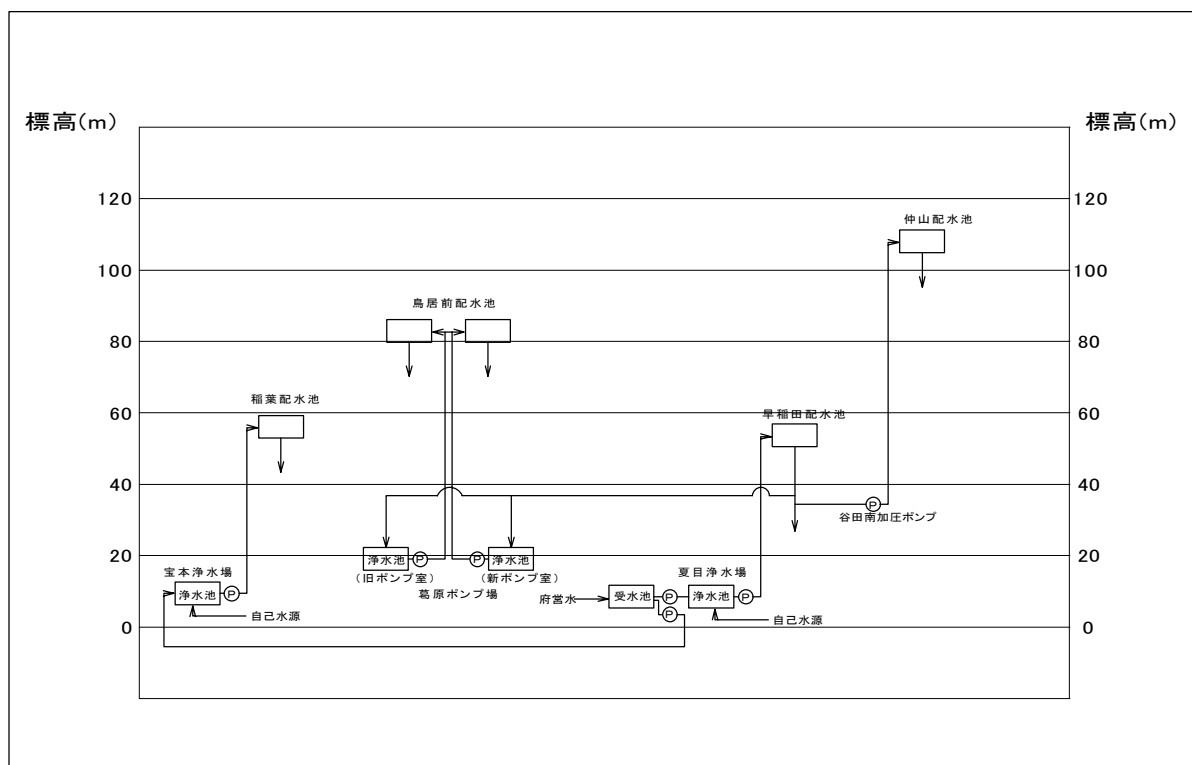 標高(m)
標高(m)
120
120
仲山配水池
100
100
鳥居前配水池
80
80
稲葉配水池
早稲田配水池
60
60
40
40
P
谷田南加圧ポンプ
20
20
浄水池
P
P
浄水池
(旧ポンプ室)
(新ポンプ室)
葛原ポンプ場
宝本浄水場
夏目浄水場
浄水池
P
府営水
受水池
P
浄水池
P
P
自己水源
自己水源
0
0